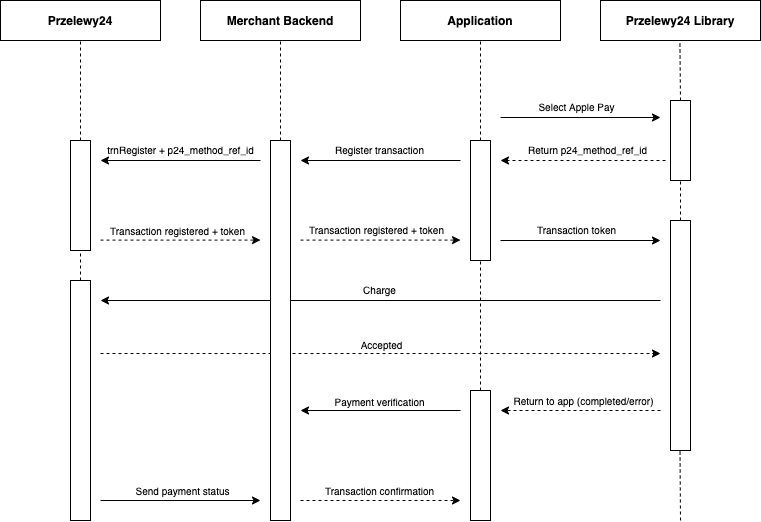 Przelewy24
Merchant Backend
Application
Przelewy24 Library
Select Apple Pay
trnRegister + p24_method_ref_id
Register transaction
Return p24_method_ref_id
Transaction registered + token
Transaction registered + token
Transaction token
Charge
Accepted
Payment verification
Return to app (completed/error)
Send payment status
Transaction confirmation